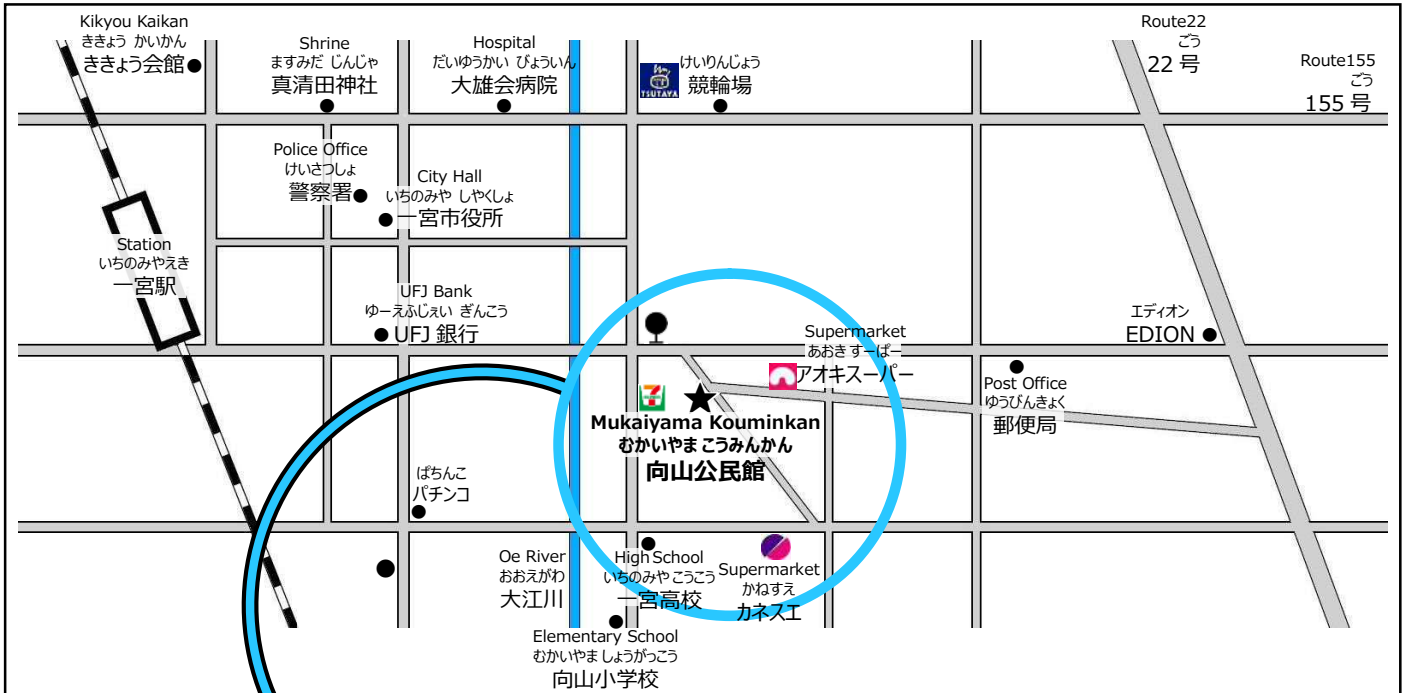 Kikyou Kaikan
ききょう かいかん
ききょう会館
Shrine
ますみだ じんじゃ
真清田神社
Hospital
だいゆうかい びょういん
大雄会病院
TSUTAYA
けいりんじょう
競輪場
Route22
ごう
22 号
Route155
ごう
155 号
Police Office
けいさつしょ
警察署
City Hall
いちのみや しやくしょ
一宮市役所
Station
いちのみやえき
一宮駅
UFJ Bank
ゆーえふじぇい ぎんこう
UFJ 銀行
Supermarket
あおき すーぱー
アオキスーパー
エディオン
EDION
Post Office
ゆうびんきょく
郵便局
7
Mukaiyama Kouminkan
むかいやま こうみんかん
向山公民館
ぱちんこ
パチンコ
Oe River
おおえがわ
大江川
High School
いちのみや こうこう
一宮高校
Supermarket
かねすえ
カネスエ
Elementary School
むかいやま しょうがっこう
向山小学校